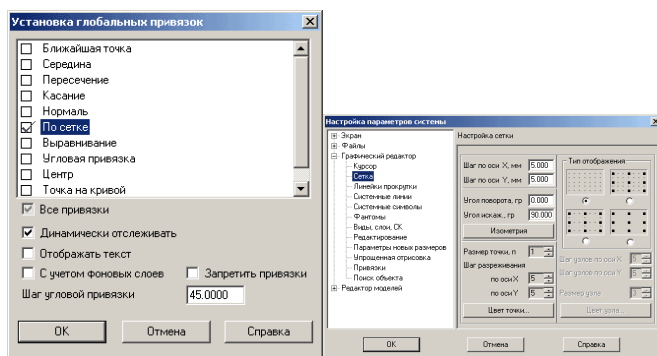 Установка глобальных привязок
Ближайшая точка
Середина
Пересечение
Касание
Нормаль
По сетке
Выравнивание
Угловая привязка
Центр
Точка на кривой
Все привязки
Динамически отслеживать
Отображать текст
С учетом фоновых слоев Запретить привязки
Шаг угловой привязки 45.0000
OK Отмена Справка
Настройка параметров системы
Экран
Файлы
Графический редактор
Курсор
Сетка
Линейки прокрутки
Системные линии
Системные символы
Фантомы
Виды, слои, СК
Редактирование
Параметры новых размеров
Упрощенная отрисовка
Привязки
Поиск объекта
Редактор моделей
Настройка сетки
Шаг по оси X, мм 5.000
Шаг по оси Y, мм 5.000
Угол поворота, гр 0.000
Угол искаж., гр 90.000
Изометрия
Размер точки, п 1
Шаг разреживания
по оси X 5
по оси Y 5
Цвет точки...
Тип отображения
Шаг узлов по оси X 5
Шаг узлов по оси Y 5
Размер узла 3
Цвет узла...
OK Отмена Справка